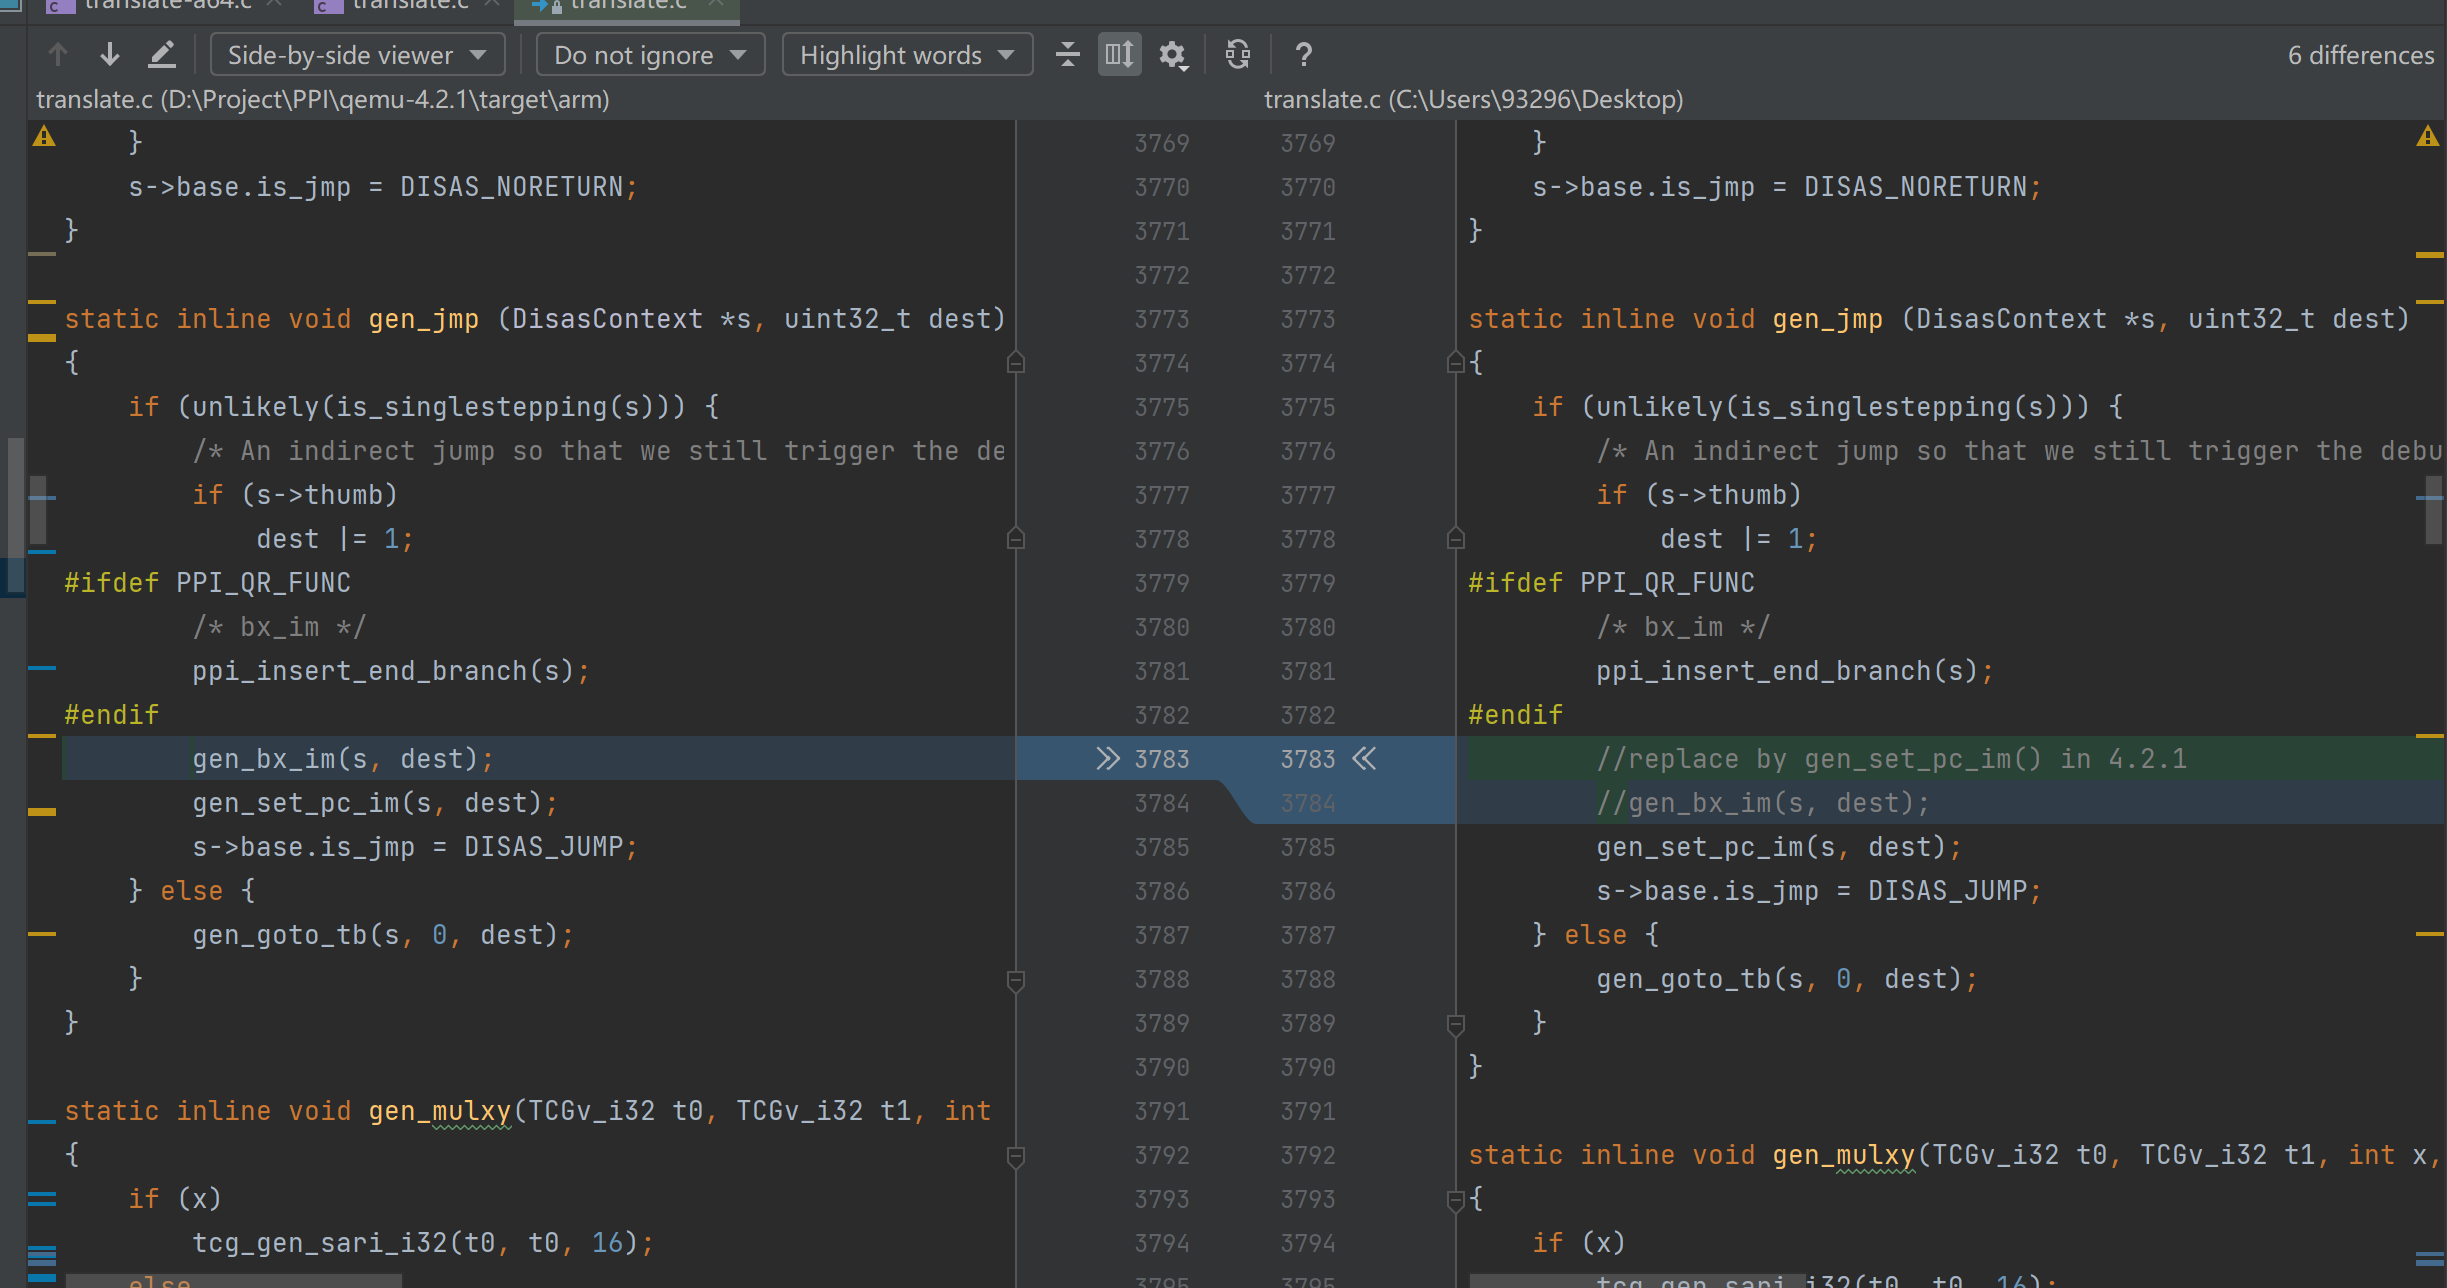 translate-a64.c
translate.c
translate.c
Side-by-side viewer
Do not ignore
Highlight words
?
6 differences
translate.c (D:\Project\PPI\qemu-4.2.1\target\arm)
translate.c (C:\Users\93296\Desktop)
    } 3769
    s->base.is_jmp = DISAS_NORETURN; 3770
} 3771
3772
static inline void gen_jmp (DisasContext *s, uint32_t dest) 3773
{ 3774
    if (unlikely(is_singlestepping(s))) { 3775
        /* An indirect jump so that we still trigger the de 3776
        if (s->thumb) 3777
            dest |= 1; 3778
#ifdef PPI_QR_FUNC 3779
        /* bx_im */ 3780
        ppi_insert_end_branch(s); 3781
#endif 3782
        gen_bx_im(s, dest); 3783
        gen_set_pc_im(s, dest); 3784
        s->base.is_jmp = DISAS_JUMP; 3785
    } else { 3786
        gen_goto_tb(s, 0, dest); 3787
    } 3788
} 3789
3790
static inline void gen_mulxy(TCGv_i32 t0, TCGv_i32 t1, int 3791
{ 3792
    if (x) 3793
        tcg_gen_sari_i32(t0, t0, 16); 3794
    else 3795
3769     }
3770     s->base.is_jmp = DISAS_NORETURN;
3771 }
3772
3773 static inline void gen_jmp (DisasContext *s, uint32_t dest)
3774 {
3775     if (unlikely(is_singlestepping(s))) {
3776         /* An indirect jump so that we still trigger the debu
3777         if (s->thumb)
3778             dest |= 1;
3779 #ifdef PPI_QR_FUNC
3780         /* bx_im */
3781         ppi_insert_end_branch(s);
3782 #endif
3783         //replace by gen_set_pc_im() in 4.2.1
3784         //gen_bx_im(s, dest);
3785         gen_set_pc_im(s, dest);
3786         s->base.is_jmp = DISAS_JUMP;
3787     } else {
3788         gen_goto_tb(s, 0, dest);
3789     }
3790 }
3791
3792 static inline void gen_mulxy(TCGv_i32 t0, TCGv_i32 t1, int x,
3793 {
3794     if (x)
3795         tcg_gen_sari_i32(t0, t0, 16);